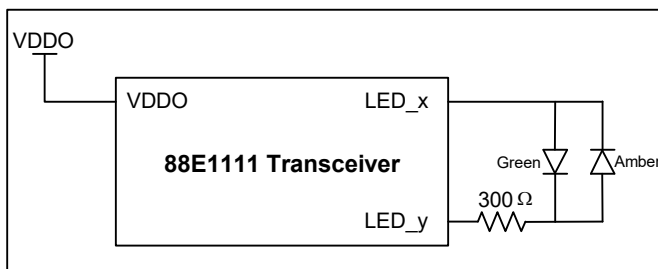 VDDO
VDDO LED_x
88E1111 Transceiver
Green Amber
300 Ω
LED_y